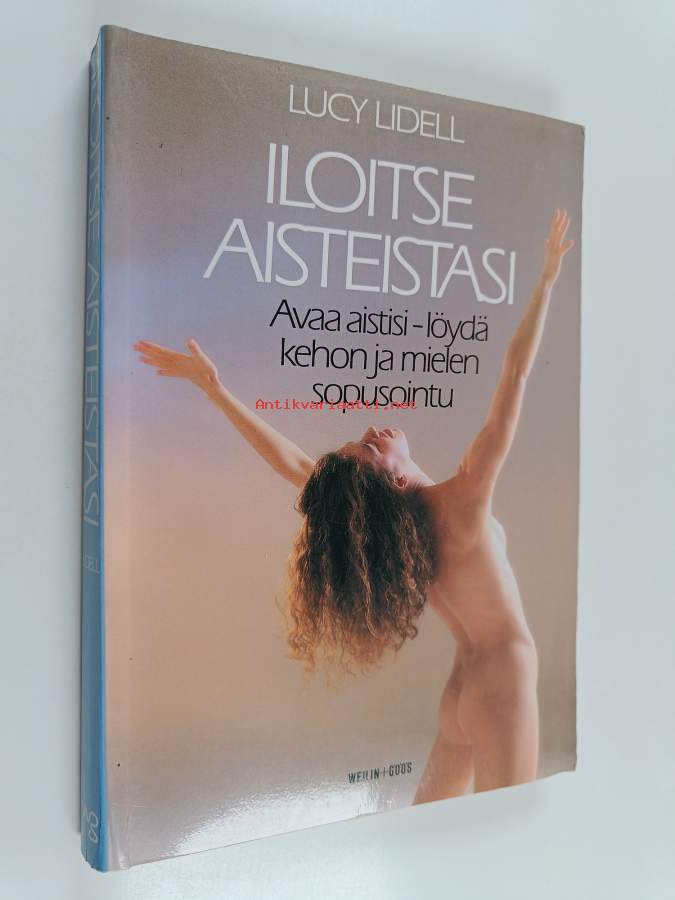 LUCY LIDELL
ILOITSE
AISTEISTASI
Avaa aistisi – löydä
kehon ja mielen
sopusointu
Antikvariaatti.net
WEILIN+GÖÖS
ILOITSE AISTEISTASI